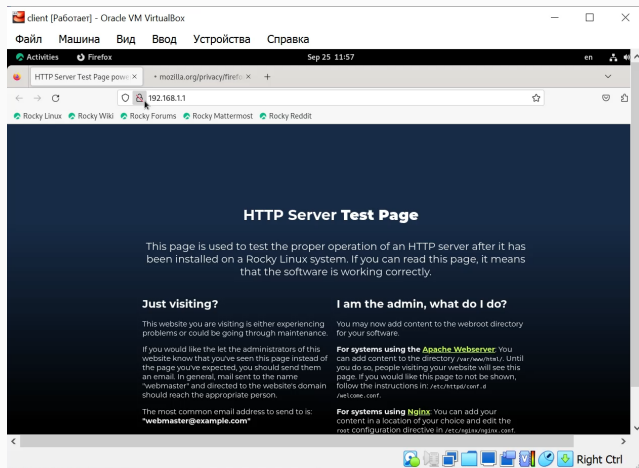 client [Работает] - Oracle VM VirtualBox
Файл Машина Вид Ввод Устройства Справка
Activities Firefox Sep 25 11:57 en
HTTP Server Test Page powe × mozilla.org/privacy/firefo × +
192.168.1.1
Rocky Linux Rocky Wiki Rocky Forums Rocky Mattermost Rocky Reddit
HTTP Server Test Page
This page is used to test the proper operation of an HTTP server after it has
been installed on a Rocky Linux system. If you can read this page, it means
that the software is working correctly.
Just visiting?
This website you are visiting is either experiencing
problems or could be going through maintenance.
If you would like the let the administrators of this
website know that you've seen this page instead of
the page you've expected, you should send them
an email. In general, mail sent to the name
"webmaster" and directed to the website's domain
should reach the appropriate person.
The most common email address to send to is:
"webmaster@example.com"
I am the admin, what do I do?
You may now add content to the webroot directory
for your software.
For systems using the Apache Webserver: You
can add content to the directory /var/www/html/. Until
you do so, people visiting your website will see this
page. If you would like this page to not be shown,
follow the instructions in: /etc/httpd/conf.d
/welcome.conf.
For systems using Nginx: You can add your
content in a location of your choice and edit the
root configuration directive in /etc/nginx/nginx.conf.
Right Ctrl